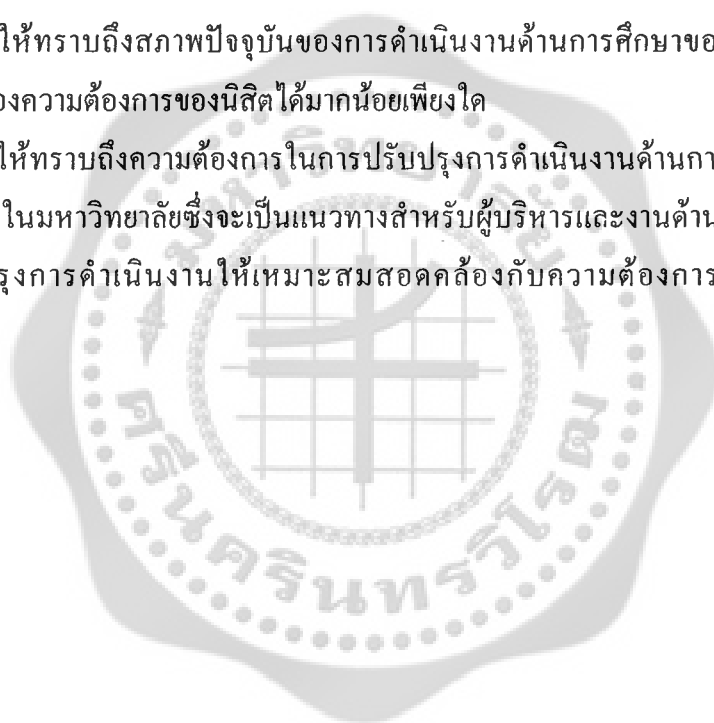 ให้ทราบถึงสภาพปัจจุบันของการดำเนินงานด้านการศึกษาขอ
องความต้องการของนิสิตได้มากน้อยเพียงใด
ให้ทราบถึงความต้องการในการปรับปรุงการดำเนินงานด้านกา
ในมหาวิทยาลัยซึ่งจะเป็นแนวทางสำหรับผู้บริหารและงานด้าน
รุงการดำเนินงานให้เหมาะสมสอดคล้องกับความต้องการ
มหาวิทยาลัย
ศรีนครินทรวิโรฒ